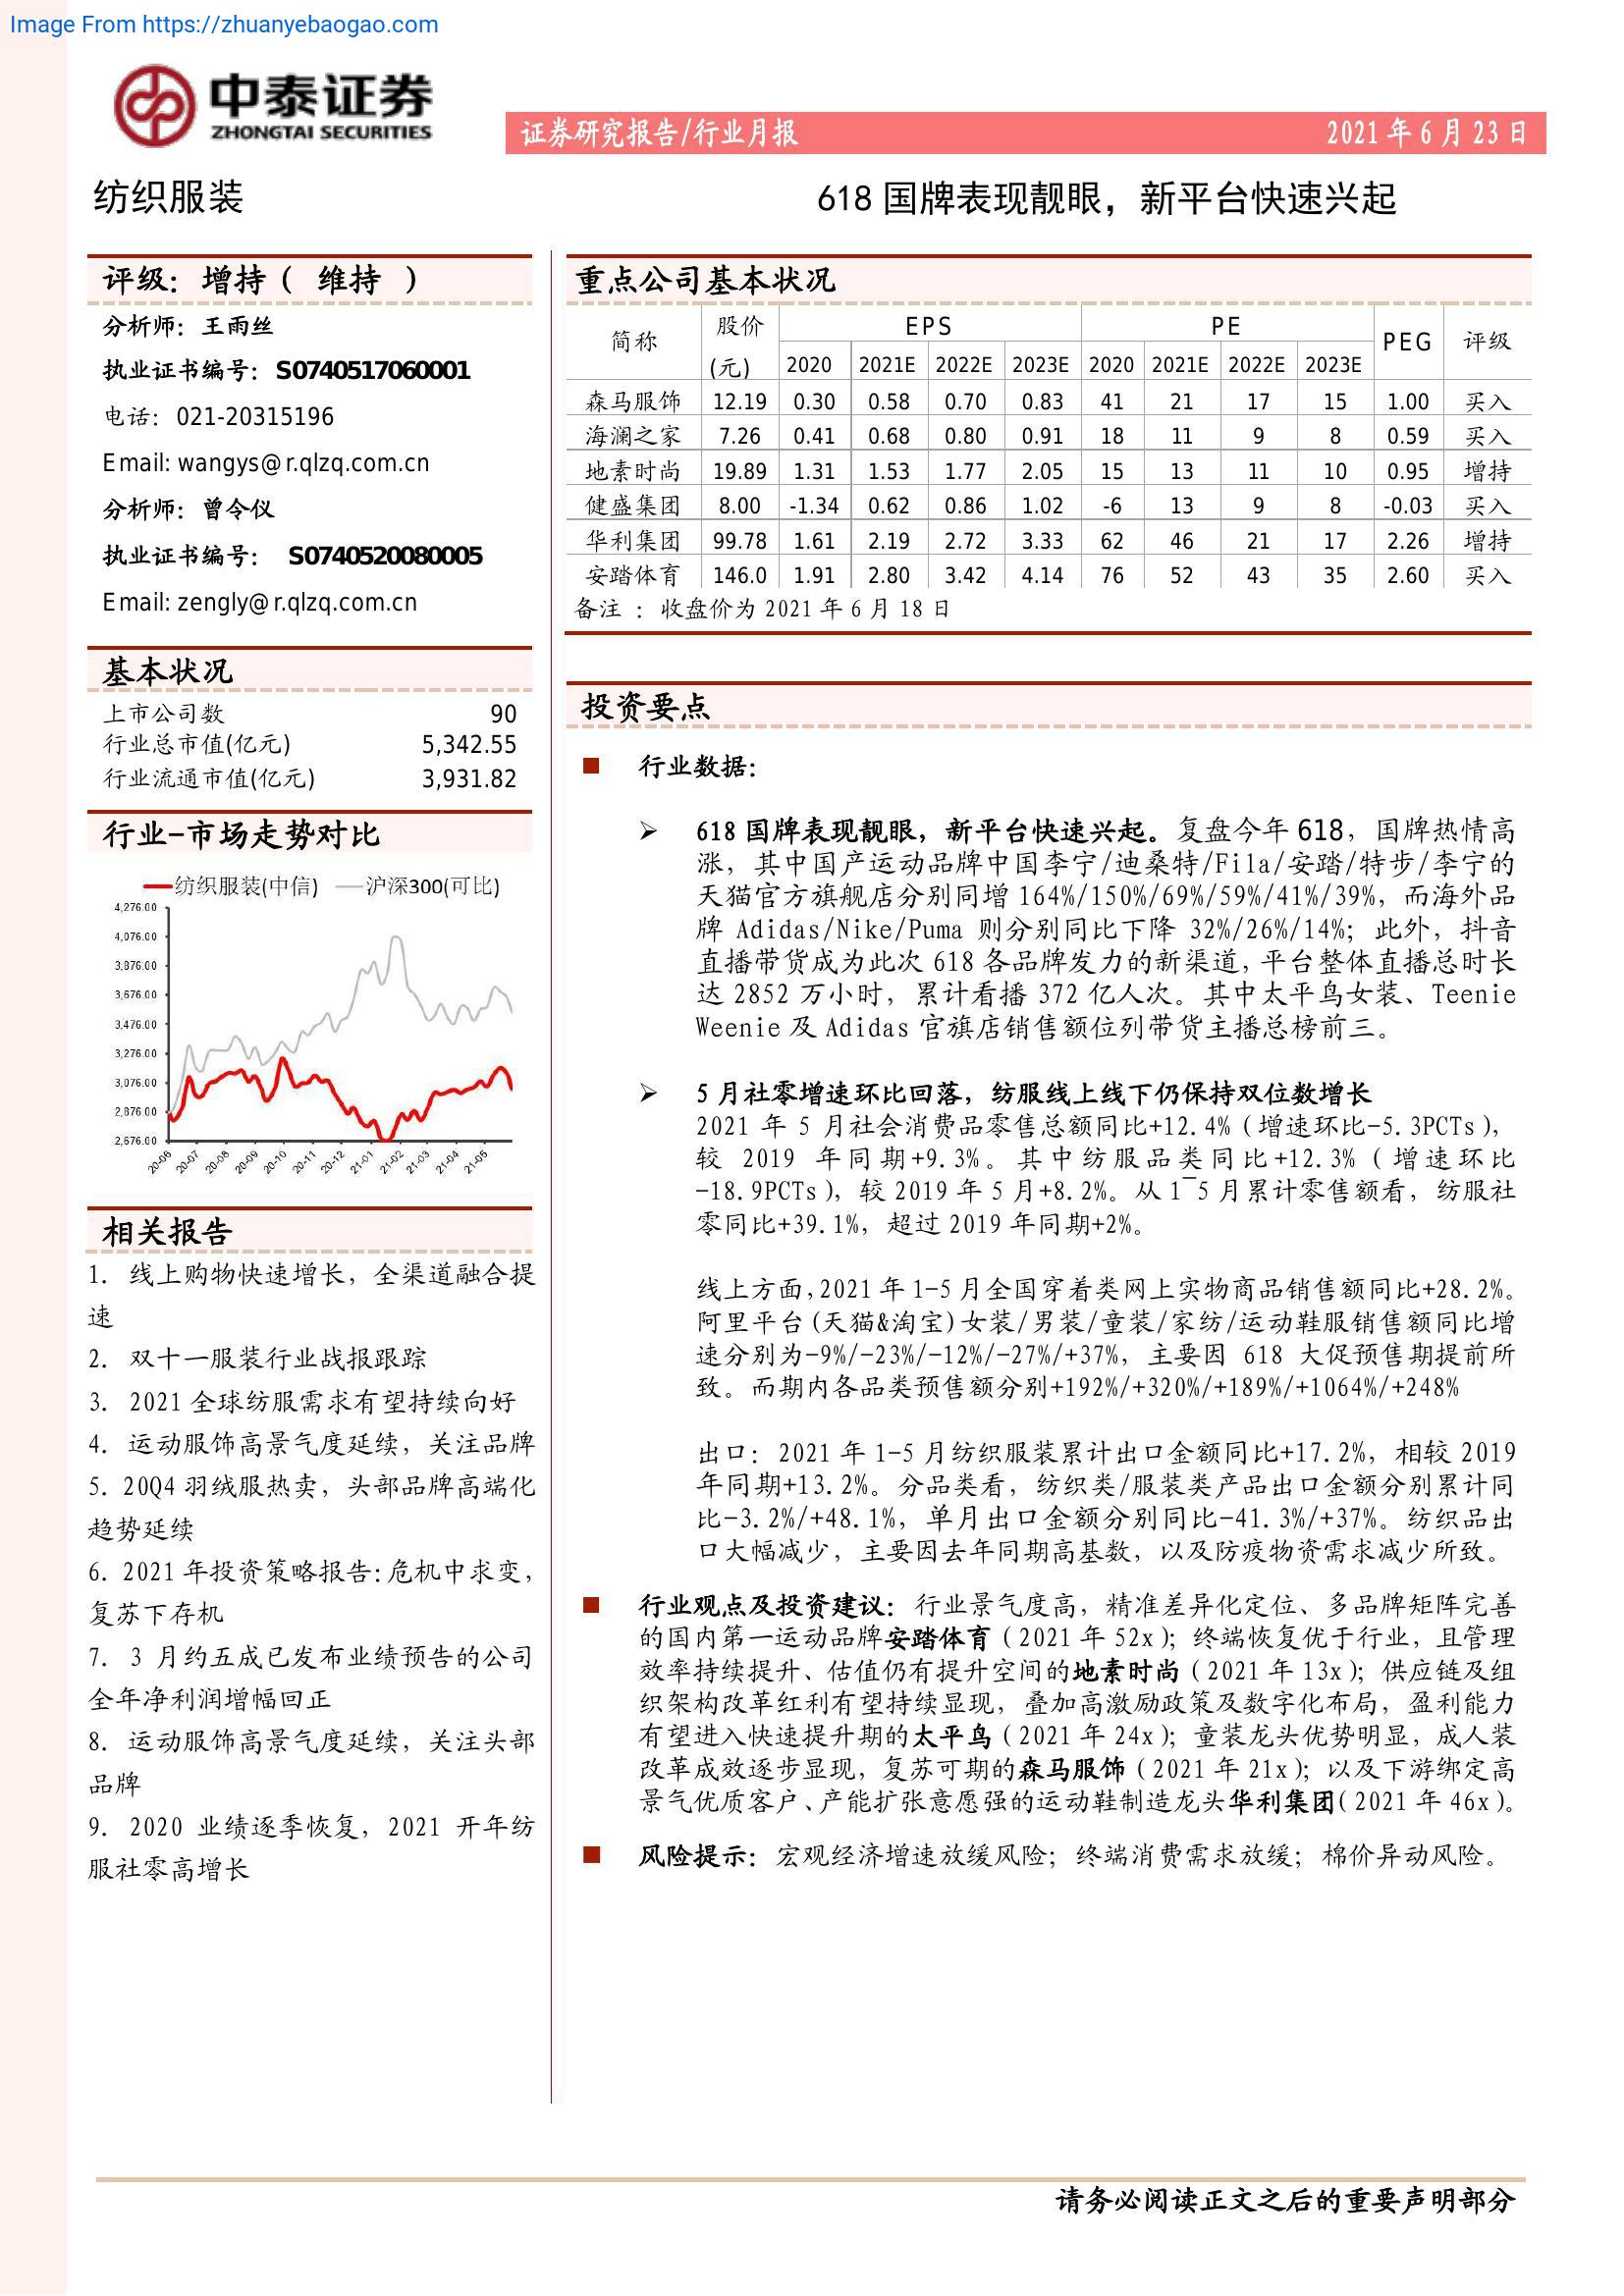 Image From https://zhuanyebaogao.com
中泰证券
ZHONGTAI SECURITIES
证券研究报告/行业月报 2021 年 6 月 23 日
纺织服装 618 国牌表现靓眼，新平台快速兴起
评级：增持（ 维持 ）
分析师：王雨丝
执业证书编号：S0740517060001
电话：021-20315196
Email: wangys@r.qlzq.com.cn
分析师：曾令仪
执业证书编号： S0740520080005
Email: zengly@r.qlzq.com.cn
基本状况
上市公司数 90
行业总市值(亿元) 5,342.55
行业流通市值(亿元) 3,931.82
行业-市场走势对比
纺织服装(中信) 沪深300(可比)
4,276.00
4,076.00
3,876.00
3,676.00
3,476.00
3,276.00
3,076.00
2,876.00
2,676.00
20-06 20-07 20-08 20-09 20-10 20-11 20-12 21-01 21-02 21-03 21-04 21-05
相关报告
1. 线上购物快速增长，全渠道融合提
速
2. 双十一服装行业战报跟踪
3. 2021 全球纺服需求有望持续向好
4. 运动服饰高景气度延续，关注品牌
5. 20Q4 羽绒服热卖，头部品牌高端化
趋势延续
6. 2021 年投资策略报告:危机中求变，
复苏下存机
7. 3 月约五成已发布业绩预告的公司
全年净利润增幅回正
8. 运动服饰高景气度延续，关注头部
品牌
9. 2020 业绩逐季恢复，2021 开年纺
服社零高增长
重点公司基本状况
简称 股价(元) EPS PE PEG 评级
2020 2021E 2022E 2023E 2020 2021E 2022E 2023E
森马服饰 12.19 0.30 0.58 0.70 0.83 41 21 17 15 1.00 买入
海澜之家 7.26 0.41 0.68 0.80 0.91 18 11 9 8 0.59 买入
地素时尚 19.89 1.31 1.53 1.77 2.05 15 13 11 10 0.95 增持
健盛集团 8.00 -1.34 0.62 0.86 1.02 -6 13 9 8 -0.03 买入
华利集团 99.78 1.61 2.19 2.72 3.33 62 46 21 17 2.26 增持
安踏体育 146.0 1.91 2.80 3.42 4.14 76 52 43 35 2.60 买入
备注 ：收盘价为 2021 年 6 月 18 日
投资要点
■ 行业数据：
➢ 618 国牌表现靓眼，新平台快速兴起。复盘今年 618，国牌热情高
涨，其中国产运动品牌中国李宁/迪桑特/Fila/安踏/特步/李宁的
天猫官方旗舰店分别同增 164%/150%/69%/59%/41%/39%，而海外品
牌 Adidas/Nike/Puma 则分别同比下降 32%/26%/14%；此外，抖音
直播带货成为此次 618 各品牌发力的新渠道，平台整体直播总时长
达 2852 万小时，累计看播 372 亿人次。其中太平鸟女装、Teenie
Weenie 及 Adidas 官旗店销售额位列带货主播总榜前三。
➢ 5 月社零增速环比回落，纺服线上线下仍保持双位数增长
2021 年 5 月社会消费品零售总额同比+12.4%（增速环比-5.3PCTs），
较 2019 年同期+9.3%。其中纺服品类同比+12.3%（增速环比
-18.9PCTs），较 2019 年 5 月+8.2%。从 1~5 月累计零售额看，纺服社
零同比+39.1%，超过 2019 年同期+2%。
线上方面，2021 年 1-5 月全国穿着类网上实物商品销售额同比+28.2%。
阿里平台(天猫&淘宝)女装/男装/童装/家纺/运动鞋服销售额同比增
速分别为-9%/-23%/-12%/-27%/+37%，主要因 618 大促预售期提前所
致。而期内各品类预售额分别+192%/+320%/+189%/+1064%/+248%
出口：2021 年 1-5 月纺织服装累计出口金额同比+17.2%，相较 2019
年同期+13.2%。分品类看，纺织类/服装类产品出口金额分别累计同
比-3.2%/+48.1%，单月出口金额分别同比-41.3%/+37%。纺织品出
口大幅减少，主要因去年同期高基数，以及防疫物资需求减少所致。
■ 行业观点及投资建议：行业景气度高，精准差异化定位、多品牌矩阵完善
的国内第一运动品牌安踏体育（2021 年 52x）；终端恢复优于行业，且管理
效率持续提升、估值仍有提升空间的地素时尚（2021 年 13x）；供应链及组
织架构改革红利有望持续显现，叠加高激励政策及数字化布局，盈利能力
有望进入快速提升期的太平鸟（2021 年 24x）；童装龙头优势明显，成人装
改革成效逐步显现，复苏可期的森马服饰（2021 年 21x）；以及下游绑定高
景气优质客户、产能扩张意愿强的运动鞋制造龙头华利集团（2021 年 46x）。
■ 风险提示：宏观经济增速放缓风险；终端消费需求放缓；棉价异动风险。
请务必阅读正文之后的重要声明部分